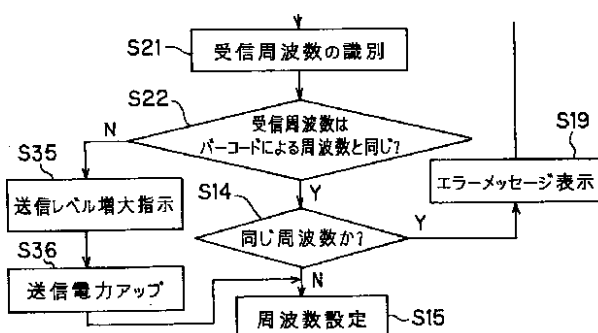 S21
受信周波数の識別
S22
受信周波数は
バーコードによる周波数と同じ?
N
Y
S35
送信レベル増大指示
S36
送信電力アップ
S14
同じ周波数か?
Y
N
S19
エラーメッセージ表示
周波数設定
S15